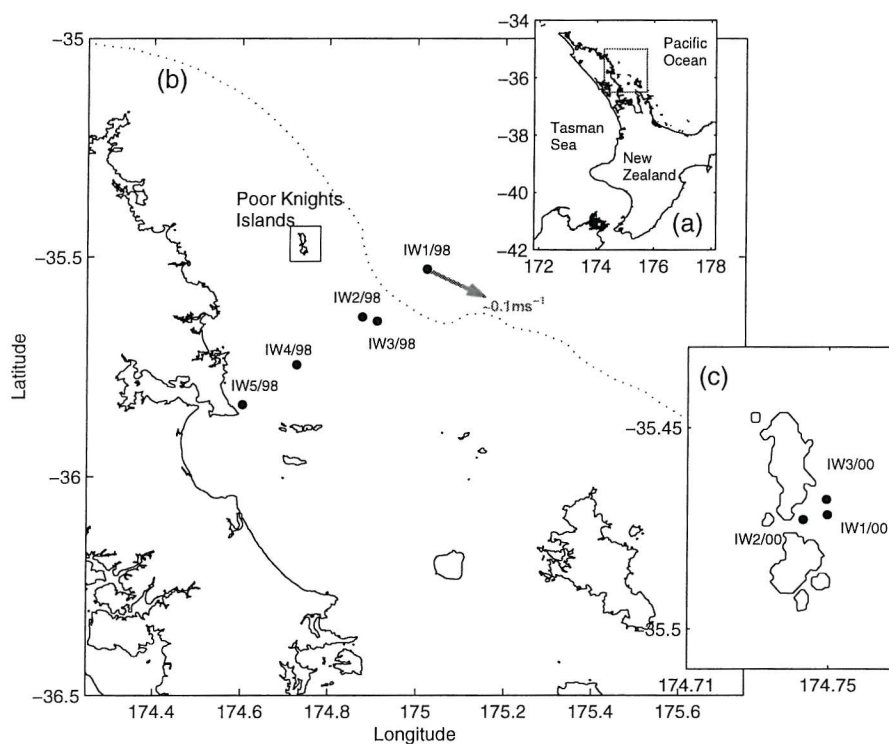 −34
−36
−38
−40
−42
172
174
176
178
Pacific
Ocean
Tasman
Sea
New
Zealand
(a)
−35
−35.5
−36
−36.5
Latitude
(b)
Poor Knights
Islands
IW1/98
~0.1ms⁻¹
IW2/98
IW3/98
IW4/98
IW5/98
174.4
174.6
174.8
175
175.2
175.4
175.6
Longitude
(c)
−35.45
−35.5
IW3/00
IW1/00
IW2/00
174.71
174.75